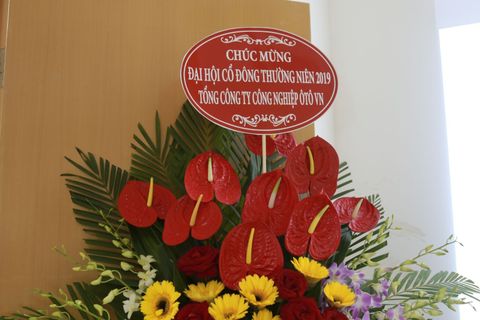 CHÚC MỪNG
ĐẠI HỘI CỔ ĐÔNG THƯỜNG NIÊN 2019
TỔNG CÔNG TY CÔNG NGHIỆP ÔTÔ VN